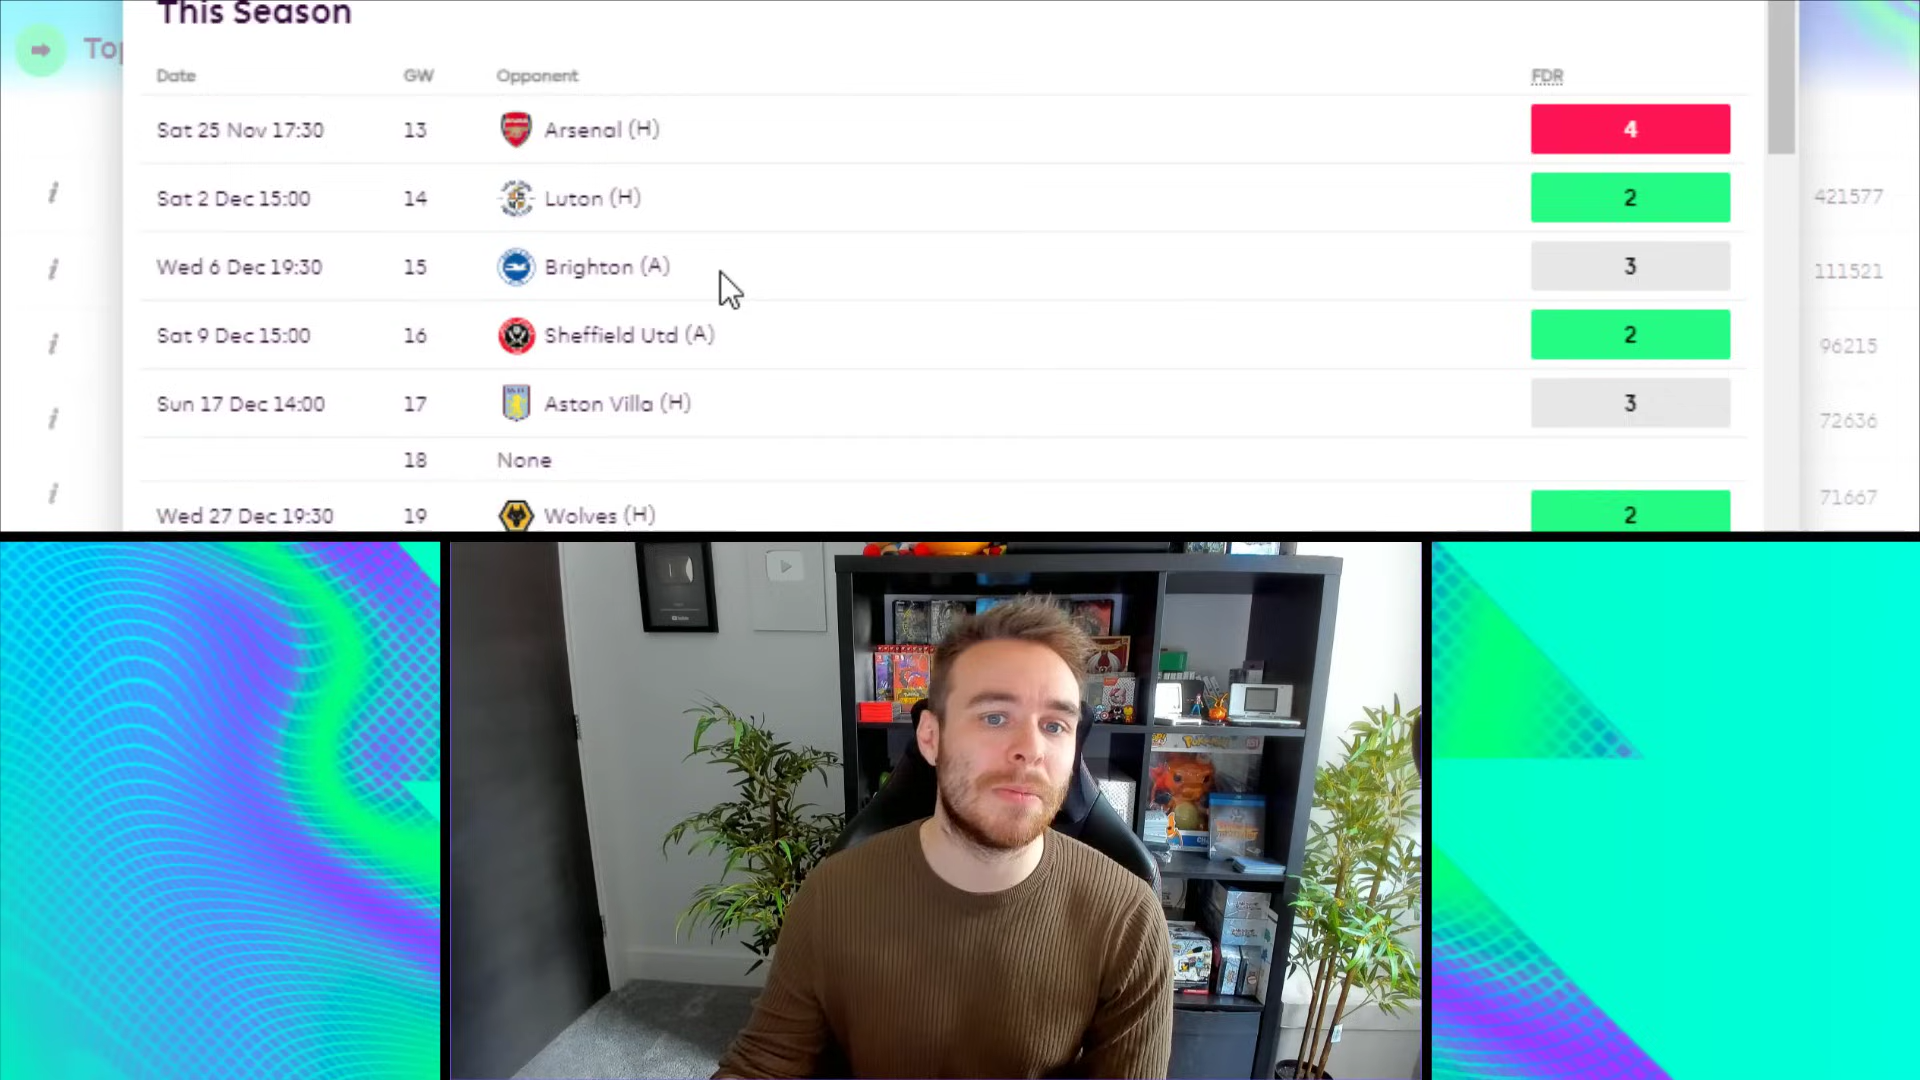 This Season
Top
Date GW Opponent FDR
Sat 25 Nov 17:30 13 Arsenal (H) 4
Sat 2 Dec 15:00 14 Luton (H) 2
421577
Wed 6 Dec 19:30 15 Brighton (A) 3
111521
Sat 9 Dec 15:00 16 Sheffield Utd (A) 2
96215
Sun 17 Dec 14:00 17 Aston Villa (H) 3
72636
18 None
71667
Wed 27 Dec 19:30 19 Wolves (H) 2